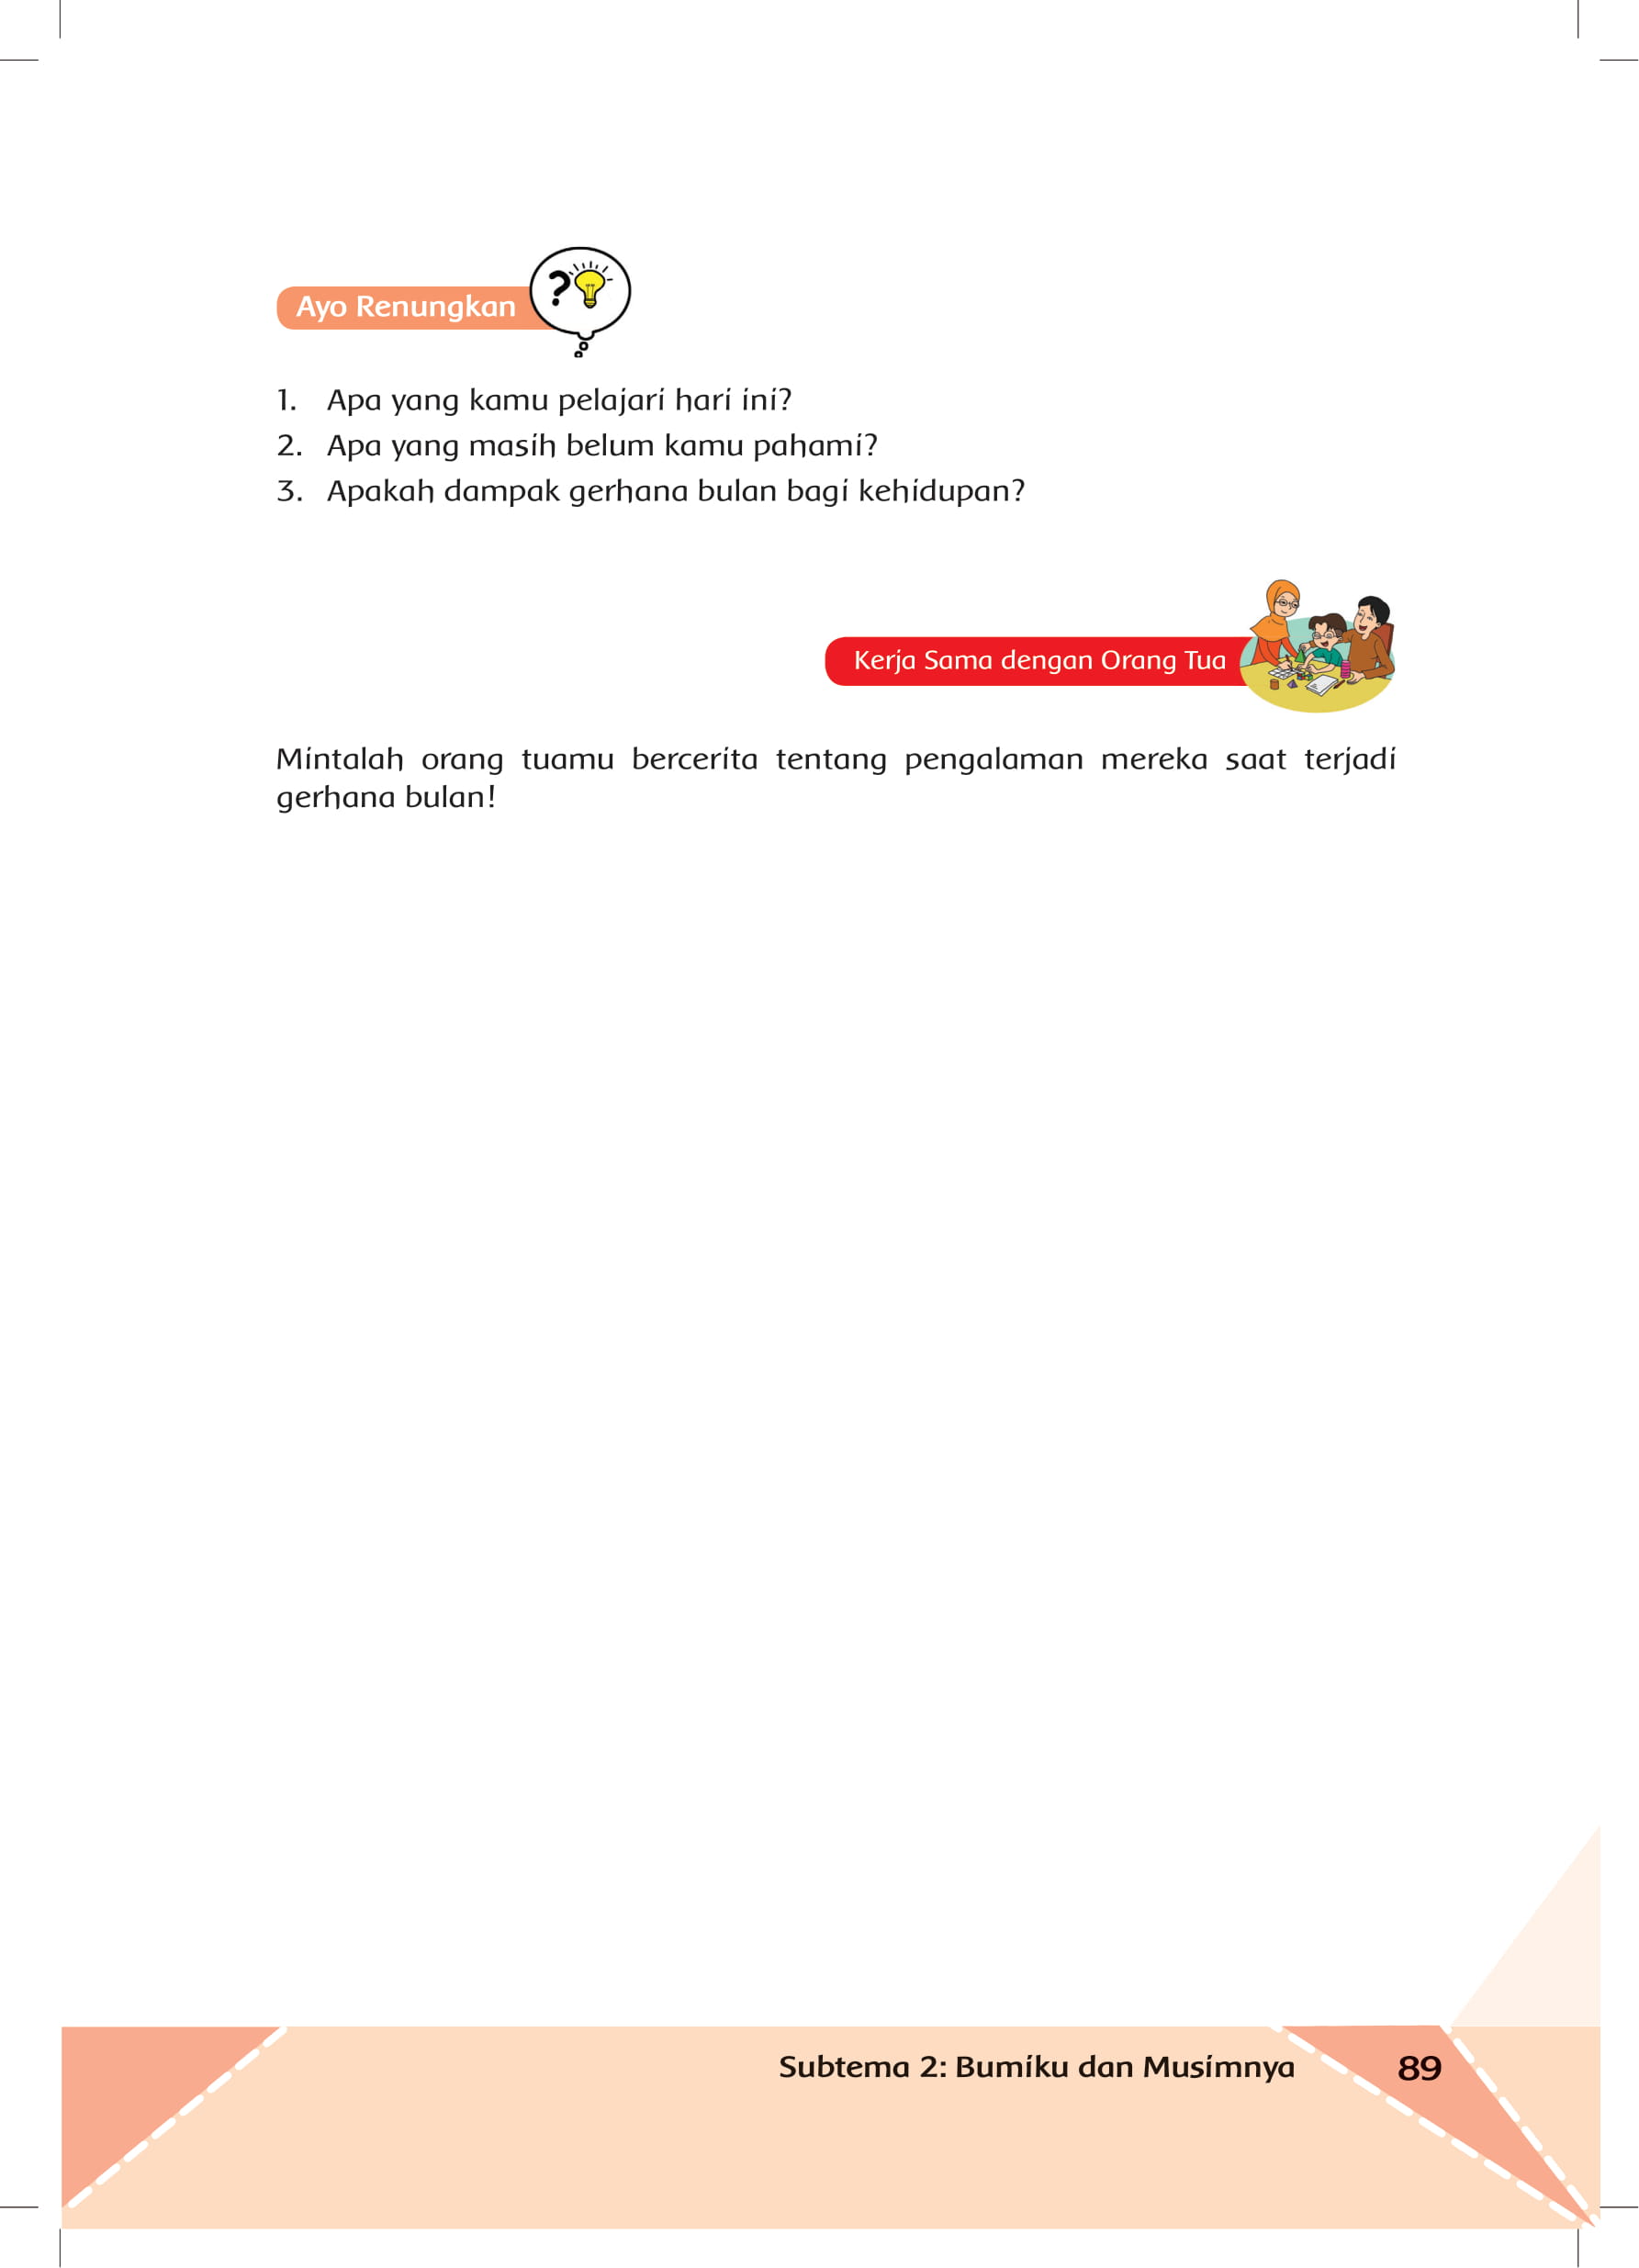 Ayo Renungkan
?
1. Apa yang kamu pelajari hari ini?
2. Apa yang masih belum kamu pahami?
3. Apakah dampak gerhana bulan bagi kehidupan?
Kerja Sama dengan Orang Tua
Mintalah orang tuamu bercerita tentang pengalaman mereka saat terjadi
gerhana bulan!
Subtema 2: Bumiku dan Musimnya 89